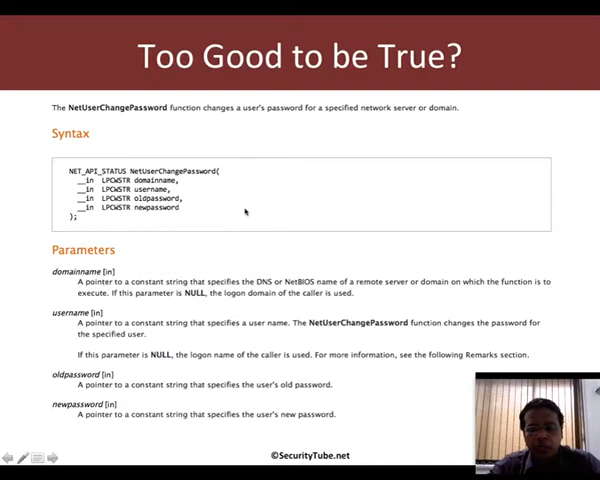 Too Good to be True?
The NetUserChangePassword function changes a user's password for a specified network server or domain.
Syntax
NET_API_STATUS NetUserChangePassword(
__in LPCWSTR domainname,
__in LPCWSTR username,
__in LPCWSTR oldpassword,
__in LPCWSTR newpassword
);
Parameters
domainname [in]
A pointer to a constant string that specifies the DNS or NetBIOS name of a remote server or domain on which the function is to
execute. If this parameter is NULL, the logon domain of the caller is used.
username [in]
A pointer to a constant string that specifies a user name. The NetUserChangePassword function changes the password for
the specified user.
If this parameter is NULL, the logon name of the caller is used. For more information, see the following Remarks section.
oldpassword [in]
A pointer to a constant string that specifies the user's old password.
newpassword [in]
A pointer to a constant string that specifies the user's new password.
©SecurityTube.net